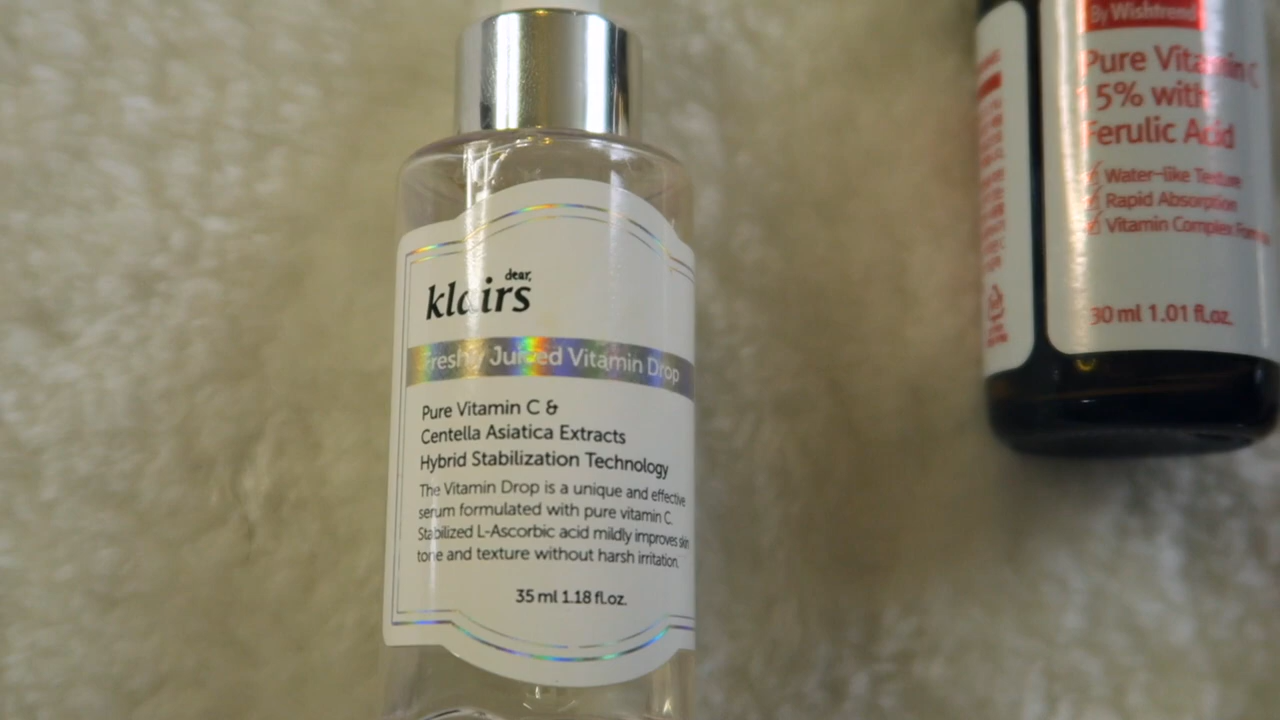 dear,
klairs
Freshly Juiced Vitamin Drop
Pure Vitamin C &
Centella Asiatica Extracts
Hybrid Stabilization Technology
The Vitamin Drop is a unique and effective
serum formulated with pure vitamin C.
Stabilized L-Ascorbic acid mildly improves skin
tone and texture without harsh irritation.
35 ml 1.18 fl.oz.
By Wishtrend
Pure Vitamin C
15% with
Ferulic Acid
Water-like Texture
Rapid Absorption
Vitamin Complex Formula
30 ml 1.01 fl.oz.